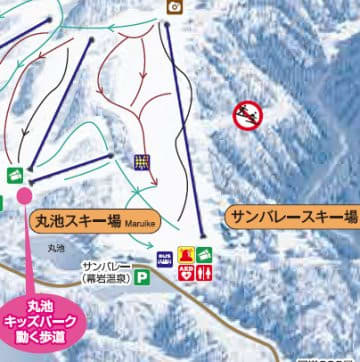 丸池スキー場 Maruike
サンバレースキー場
丸池
サンバレー
(幕岩温泉)
P
BUS
AED
丸池
キッズパーク
動く歩道